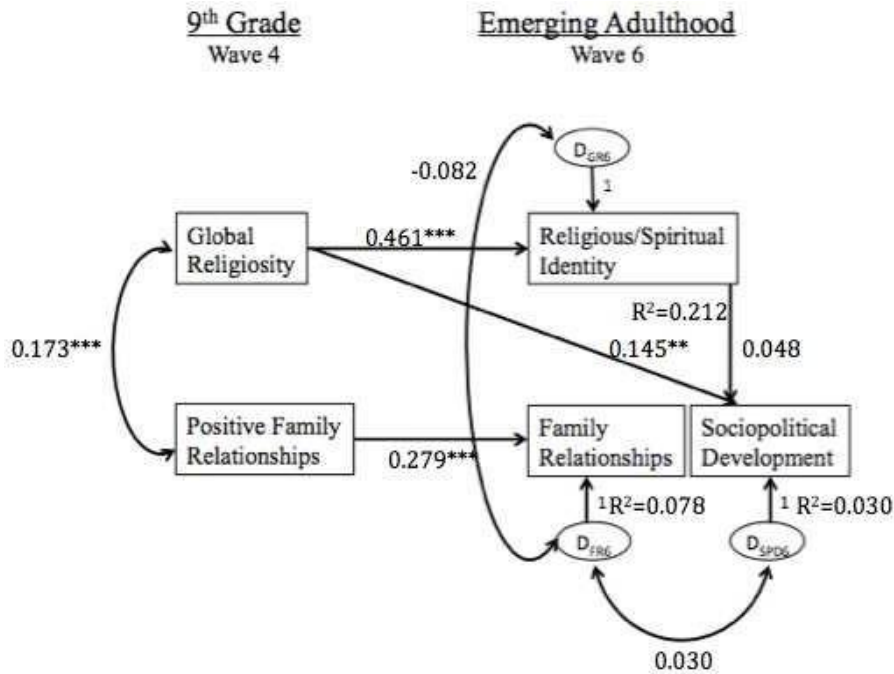 9th Grade
Wave 4
Emerging Adulthood
Wave 6
-0.082
DGR6
1
Global
Religiosity
0.461***
Religious/Spiritual
Identity
R²=0.212
0.173***
0.145**
0.048
Positive Family
Relationships
0.279***
Family
Relationships
Sociopolitical
Development
1 R²=0.078
1 R²=0.030
DFR6
DSPD6
0.030